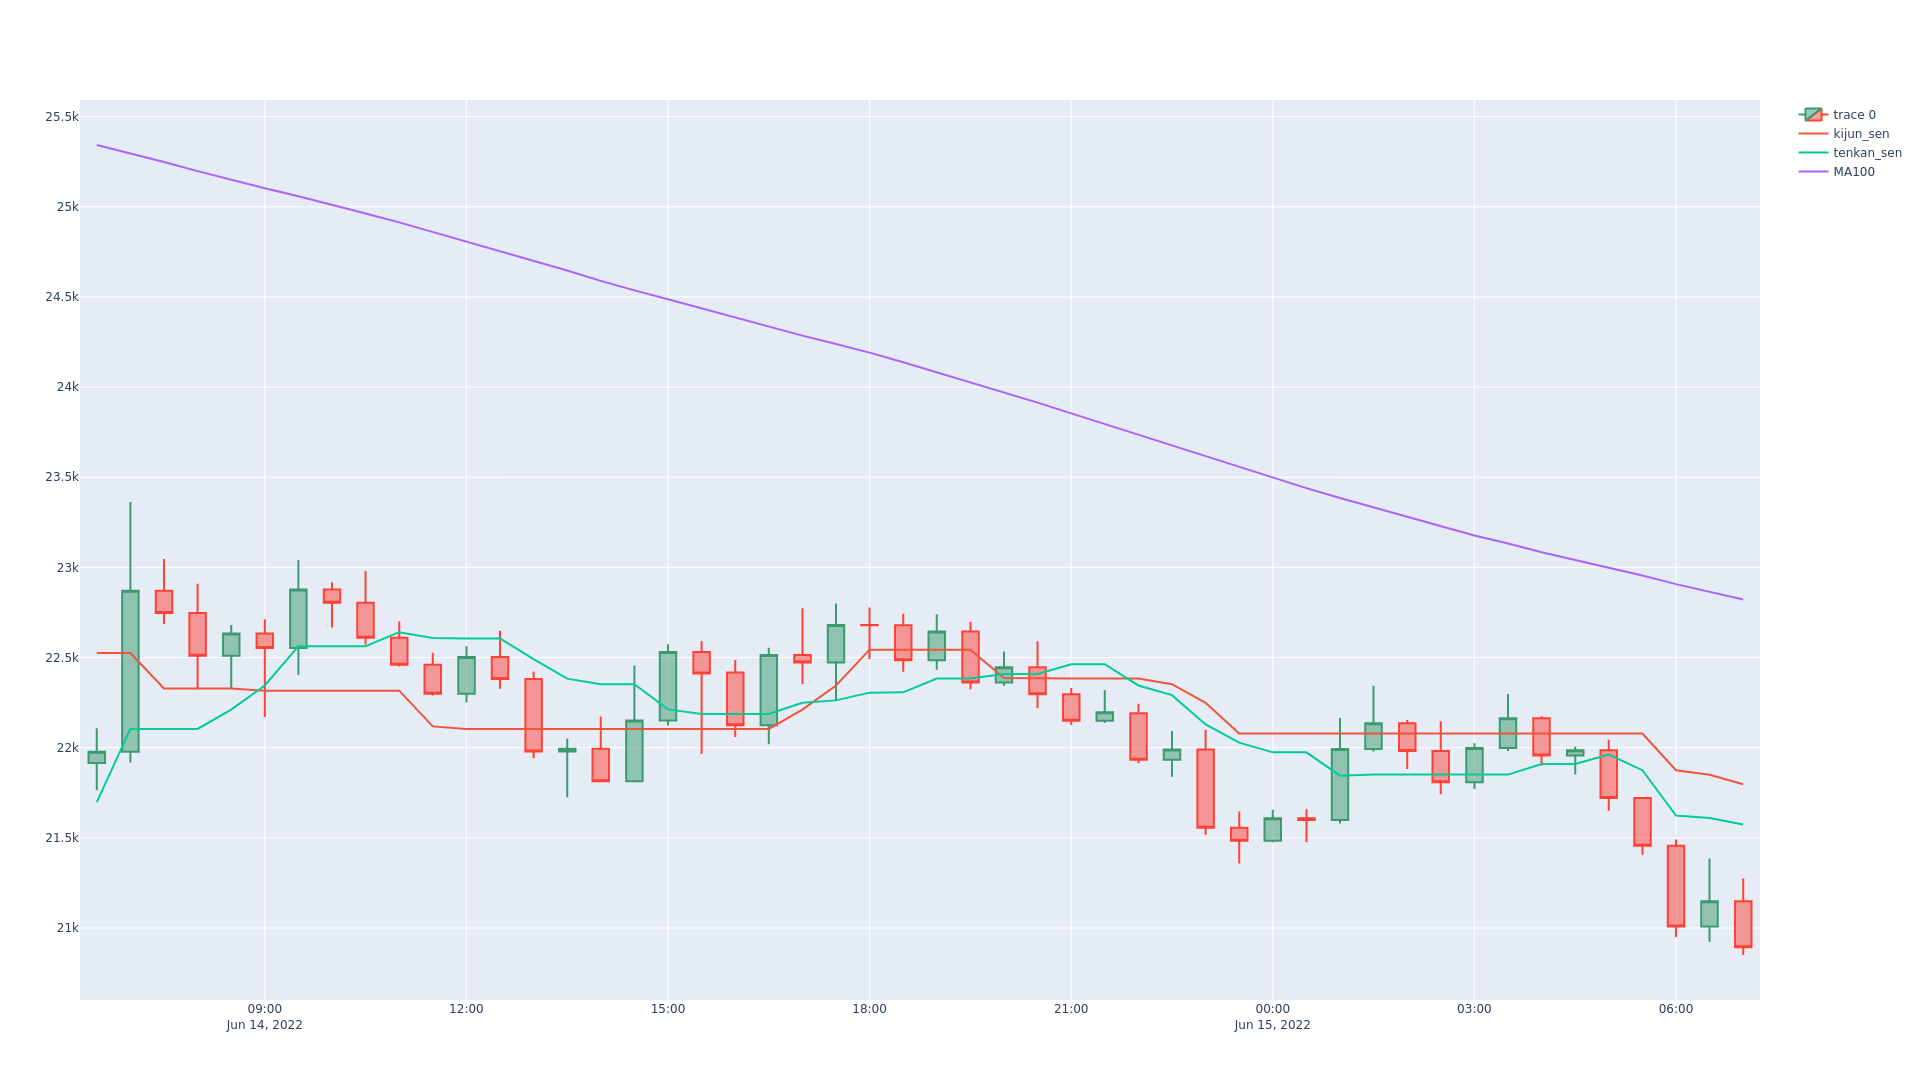 25.5k
25k
24.5k
24k
23.5k
23k
22.5k
22k
21.5k
21k
09:00
Jun 14, 2022
12:00
15:00
18:00
21:00
00:00
Jun 15, 2022
03:00
06:00
trace 0
kijun_sen
tenkan_sen
MA100